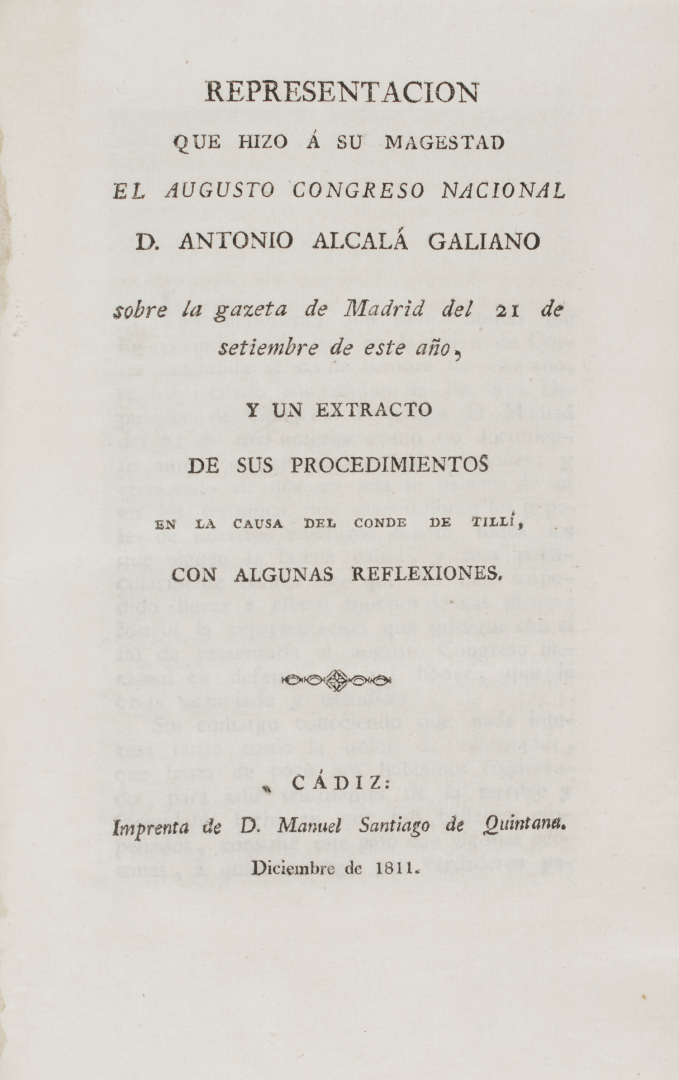 REPRESENTACION
QUE HIZO Á SU MAGESTAD
EL AUGUSTO CONGRESO NACIONAL
D. ANTONIO ALCALÁ GALIANO
sobre la gazeta de Madrid del 21 de
setiembre de este año,
Y UN EXTRACTO
DE SUS PROCEDIMIENTOS
EN LA CAUSA DEL CONDE DE TILLÍ,
CON ALGUNAS REFLEXIONES.
CÁDIZ:
Imprenta de D. Manuel Santiago de Quintana.
Diciembre de 1811.